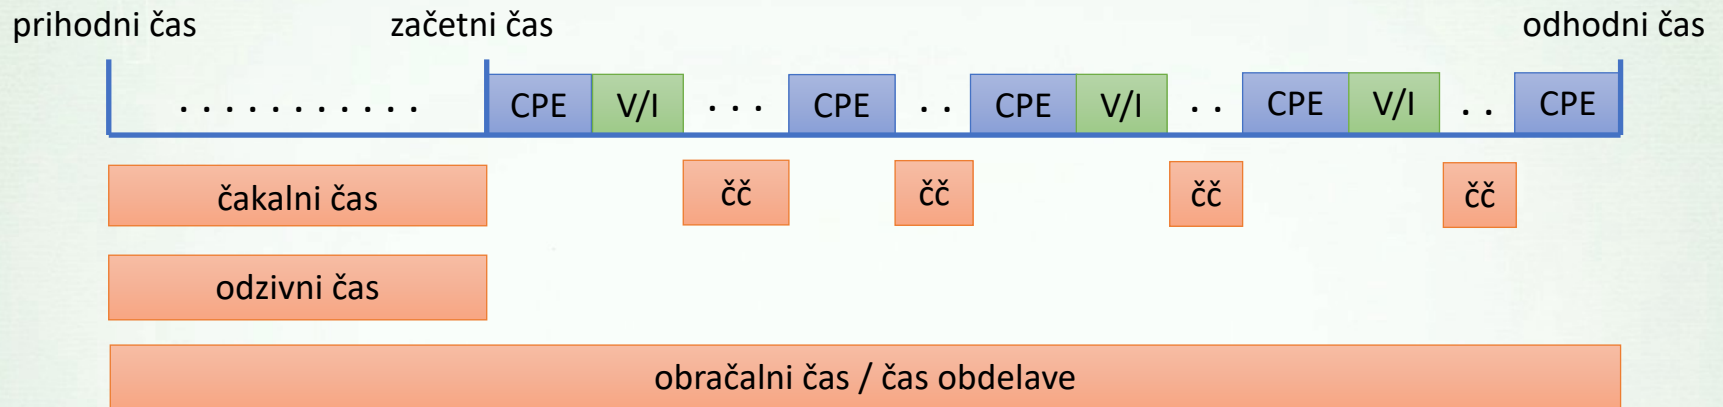 prihodni čas začetni čas odhodni čas
. . . . . . . . . . . CPE V/I . . . CPE . . CPE V/I . . CPE V/I . . CPE
čakalni čas čč čč čč čč
odzivni čas
obračalni čas / čas obdelave